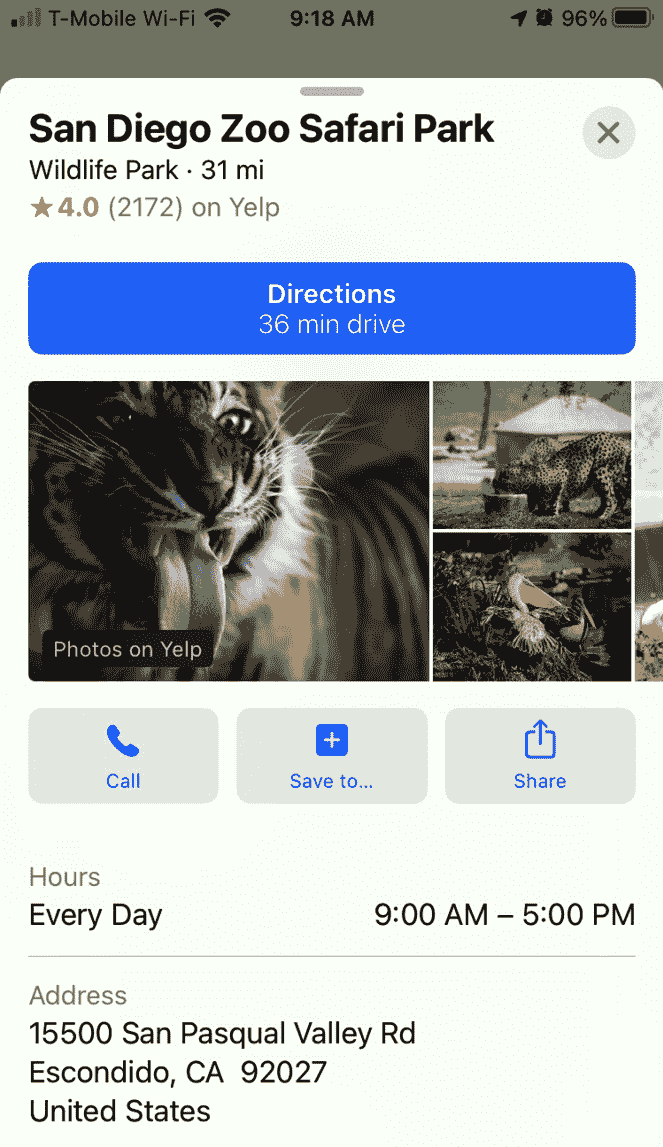 T-Mobile Wi-Fi 9:18 AM 96%
San Diego Zoo Safari Park
Wildlife Park · 31 mi
★ 4.0 (2172) on Yelp
Directions
36 min drive
Photos on Yelp
Call Save to... Share
Hours
Every Day 9:00 AM – 5:00 PM
Address
15500 San Pasqual Valley Rd
Escondido, CA 92027
United States